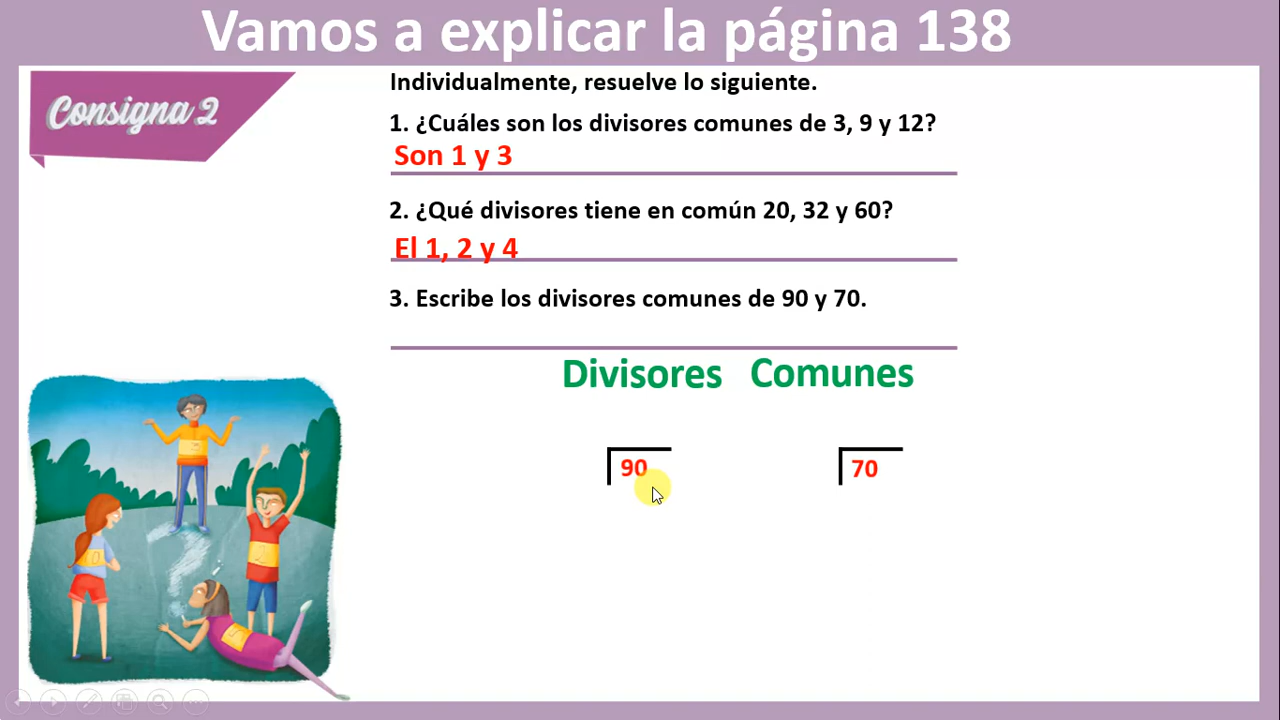 Vamos a explicar la página 138
Consigna 2
Individualmente, resuelve lo siguiente.
1. ¿Cuáles son los divisores comunes de 3, 9 y 12?
Son 1 y 3
2. ¿Qué divisores tiene en común 20, 32 y 60?
El 1, 2 y 4
3. Escribe los divisores comunes de 90 y 70.
Divisores Comunes
90 70